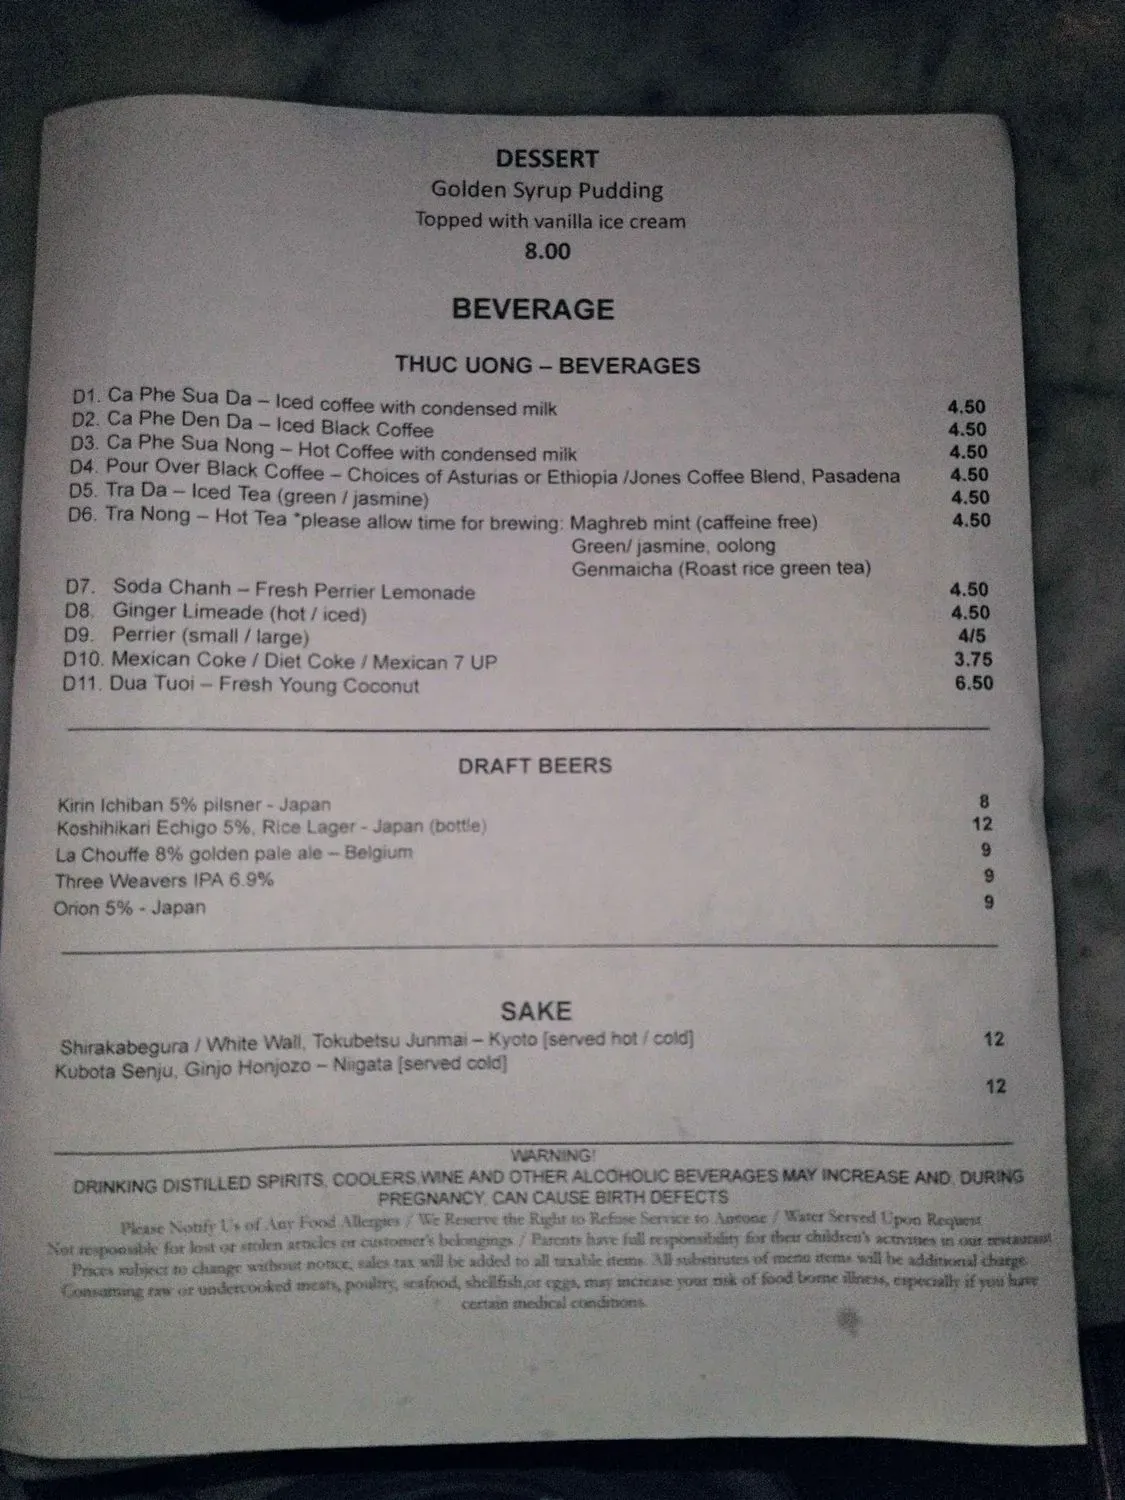 DESSERT
Golden Syrup Pudding
Topped with vanilla ice cream
8.00
BEVERAGE
THUC UONG – BEVERAGES
D1. Ca Phe Sua Da – Iced coffee with condensed milk 4.50
D2. Ca Phe Den Da – Iced Black Coffee 4.50
D3. Ca Phe Sua Nong – Hot Coffee with condensed milk 4.50
D4. Pour Over Black Coffee – Choices of Asturias or Ethiopia /Jones Coffee Blend, Pasadena 4.50
D5. Tra Da – Iced Tea (green / jasmine) 4.50
D6. Tra Nong – Hot Tea *please allow time for brewing: Maghreb mint (caffeine free) 4.50
Green/ jasmine, oolong
Genmaicha (Roast rice green tea)
D7. Soda Chanh – Fresh Perrier Lemonade 4.50
D8. Ginger Limeade (hot / iced) 4.50
D9. Perrier (small / large) 4/5
D10. Mexican Coke / Diet Coke / Mexican 7 UP 3.75
D11. Dua Tuoi – Fresh Young Coconut 6.50
DRAFT BEERS
Kirin Ichiban 5% pilsner - Japan 8
Koshihikari Echigo 5%, Rice Lager - Japan (bottle) 12
La Chouffe 8% golden pale ale – Belgium 9
Three Weavers IPA 6.9% 9
Orion 5% - Japan 9
SAKE
Shirakabegura / White Wall, Tokubetsu Junmai – Kyoto [served hot / cold] 12
Kubota Senju, Ginjo Honjozo – Niigata [served cold]
12
WARNING!
DRINKING DISTILLED SPIRITS, COOLERS,WINE AND OTHER ALCOHOLIC BEVERAGES MAY INCREASE AND, DURING
PREGNANCY, CAN CAUSE BIRTH DEFECTS
Please Notify Us of Any Food Allergies / We Reserve the Right to Refuse Service to Anyone / Water Served Upon Request
Not responsible for lost or stolen articles or customer's belongings / Parents have full responsibility for their children's activities in our restaurant
Prices subject to change without notice, sales tax will be added to all taxable items. All substitutes of menu items will be additional charge
Consuming raw or undercooked meats, poultry, seafood, shellfish,or eggs, may increase your risk of food borne illness, especially if you have
certain medical conditions.